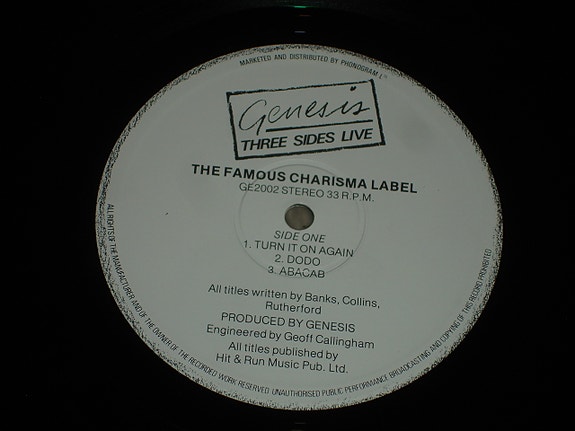 MARKETED AND DISTRIBUTED BY PHONOGRAM L
Genesis
THREE SIDES LIVE
THE FAMOUS CHARISMA LABEL
GE2002 STEREO 33 R.P.M.
SIDE ONE
1. TURN IT ON AGAIN
2. DODO
3. ABACAB
All titles written by Banks, Collins,
Rutherford
PRODUCED BY GENESIS
Engineered by Geoff Callingham
All titles published by
Hit & Run Music Pub. Ltd.
ALL RIGHTS OF THE MANUFACTURER AND OF THE OWNER OF THE RECORDED WORK RESERVED. UNAUTHORISED PUBLIC PERFORMANCE BROADCASTING AND COPYING OF THIS RECORD PROHIBITED